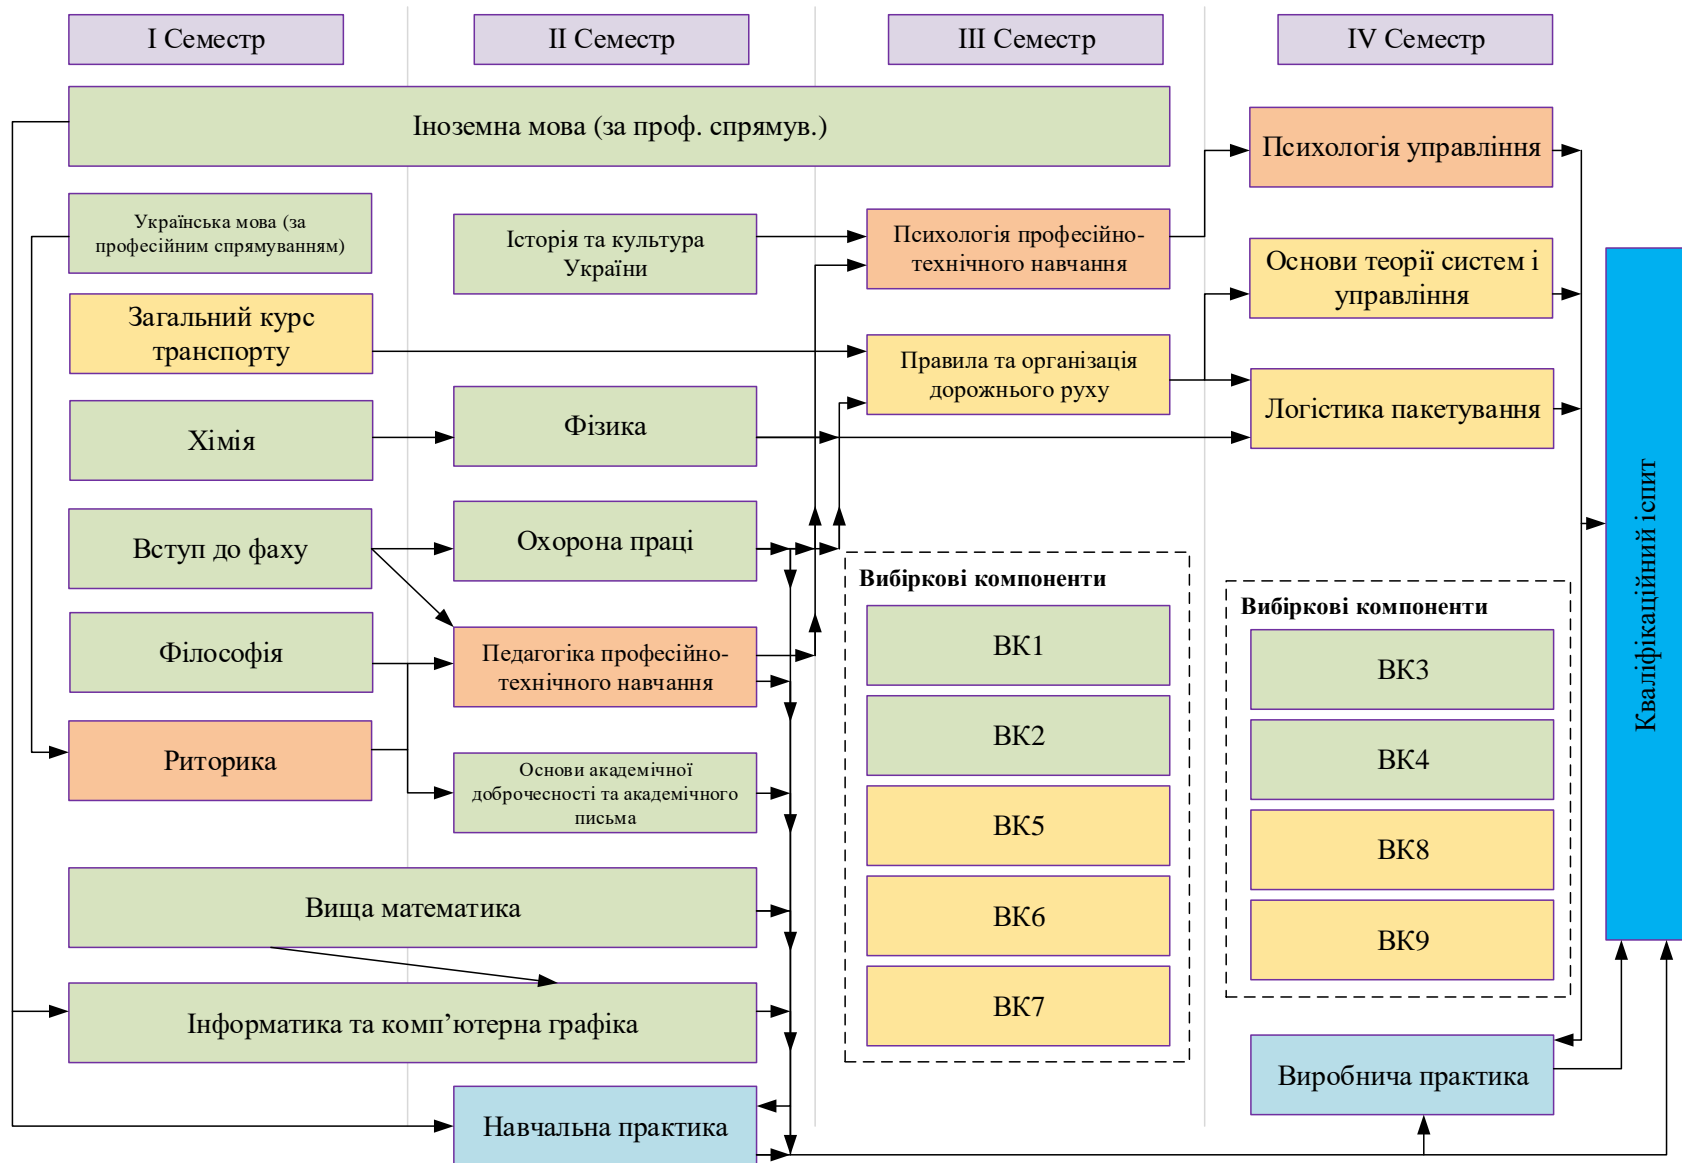 I Семестр
II Семестр
III Семестр
IV Семестр
Іноземна мова (за проф. спрямув.)
Українська мова (за
професійним спрямуванням)
Загальний курс
транспорту
Хімія
Вступ до фаху
Філософія
Риторика
Вища математика
Інформатика та комп’ютерна графіка
Історія та культура
України
Фізика
Охорона праці
Педагогіка професійно-
технічного навчання
Основи академічної
доброчесності та академічного
письма
Навчальна практика
Психологія професійно-
технічного навчання
Правила та організація
дорожнього руху
Вибіркові компоненти
ВК1
ВК2
ВК5
ВК6
ВК7
Психологія управління
Основи теорії систем і
управління
Логістика пакетування
Вибіркові компоненти
ВК3
ВК4
ВК8
ВК9
Виробнича практика
Кваліфікаційний іспит